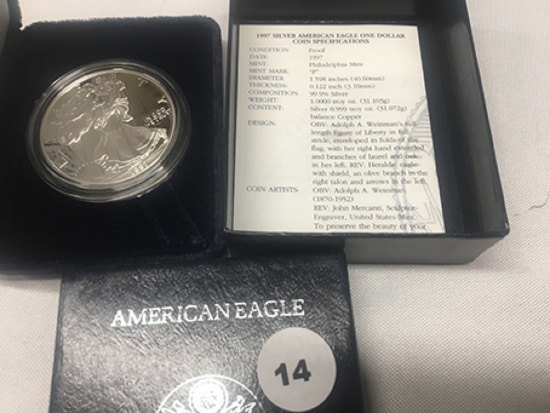 1997 SILVER AMERICAN EAGLE ONE DOLLAR
COIN SPECIFICATIONS
CONDITION: Proof
DATE: 1997
MINT: Philadelphia Mint
MINT MARK: "P"
DIAMETER: 1.598 inches (40.60mm)
THICKNESS: 0.122 inch (3.10mm)
COMPOSITION: 99.9% Silver
WEIGHT: 1.0000 troy oz. (31.103g)
CONTENT: Silver 0.999 troy oz. (31.072g)
balance Copper
DESIGN: OBV: Adolph A. Weinman's full-
length figure of Liberty in full
stride, enveloped in folds of the
flag, with her right hand extended
and branches of laurel and oak
in her left. REV: Heraldic eagle
with shield, an olive branch in the
right talon and arrows in the left.
COIN ARTISTS: OBV: Adolph A. Weinman
(1870-1952)
REV: John Mercanti, Sculptor-
Engraver, United States Mint
To preserve the beauty of your
AMERICAN EAGLE
14